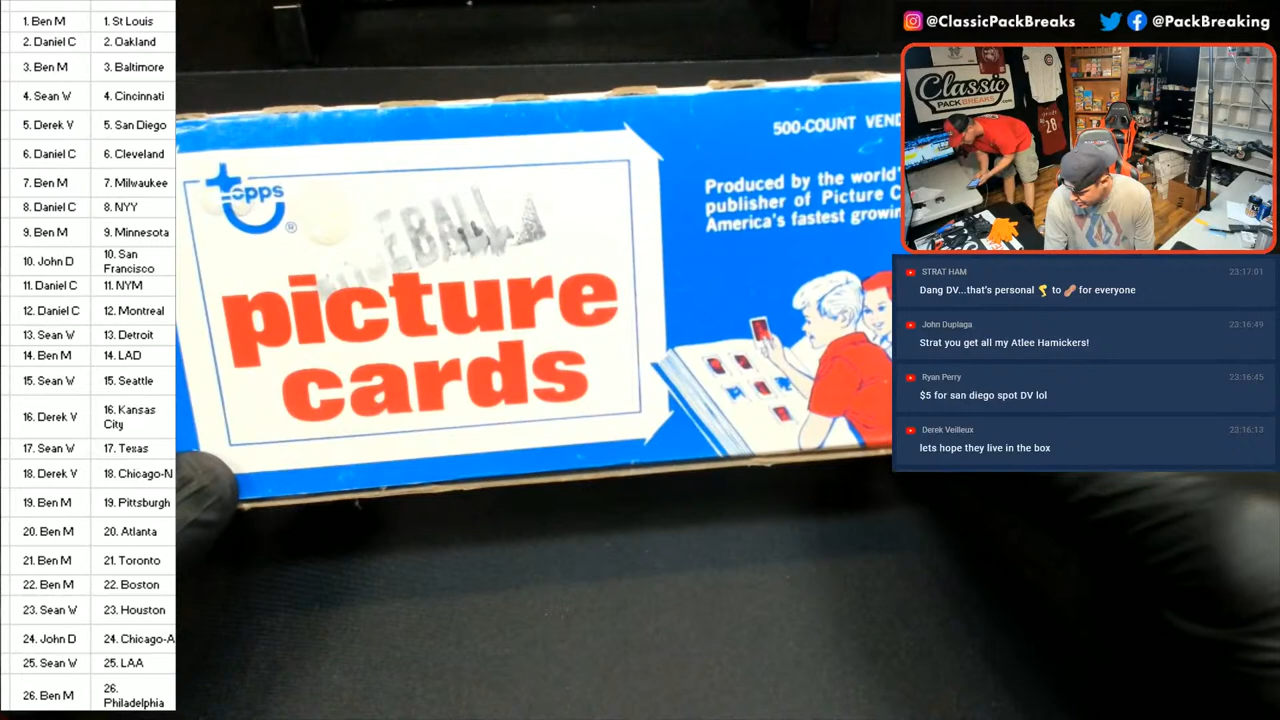 1. Ben M 1. St Louis
2. Daniel C 2. Oakland
3. Ben M 3. Baltimore
4. Sean W 4. Cincinnati
5. Derek V 5. San Diego
6. Daniel C 6. Cleveland
7. Ben M 7. Milwaukee
8. Daniel C 8. NYY
9. Ben M 9. Minnesota
10. John D 10. San
Francisco
11. Daniel C 11. NYM
12. Daniel C 12. Montreal
13. Sean W 13. Detroit
14. Ben M 14. LAD
15. Sean W 15. Seattle
16. Derek V 16. Kansas
City
17. Sean W 17. Texas
18. Derek V 18. Chicago-N
19. Ben M 19. Pittsburgh
20. Ben M 20. Atlanta
21. Ben M 21. Toronto
22. Ben M 22. Boston
23. Sean W 23. Houston
24. John D 24. Chicago-A
25. Sean W 25. LAA
26. Ben M 26.
Philadelphia
topps
®
EBALL
picture
cards
500-COUNT VEND
Produced by the world'
publisher of Picture C
America's fastest growin
@ClassicPackBreaks @PackBreaking
Classic
PACKBREAKS.com
28
STRAT HAM 23:17:01
Dang DV...that's personal to for everyone
John Duplaga 23:16:49
Strat you get all my Atlee Hamickers!
Ryan Perry 23:16:45
$5 for san diego spot DV lol
Derek Veilleux 23:16:13
lets hope they live in the box